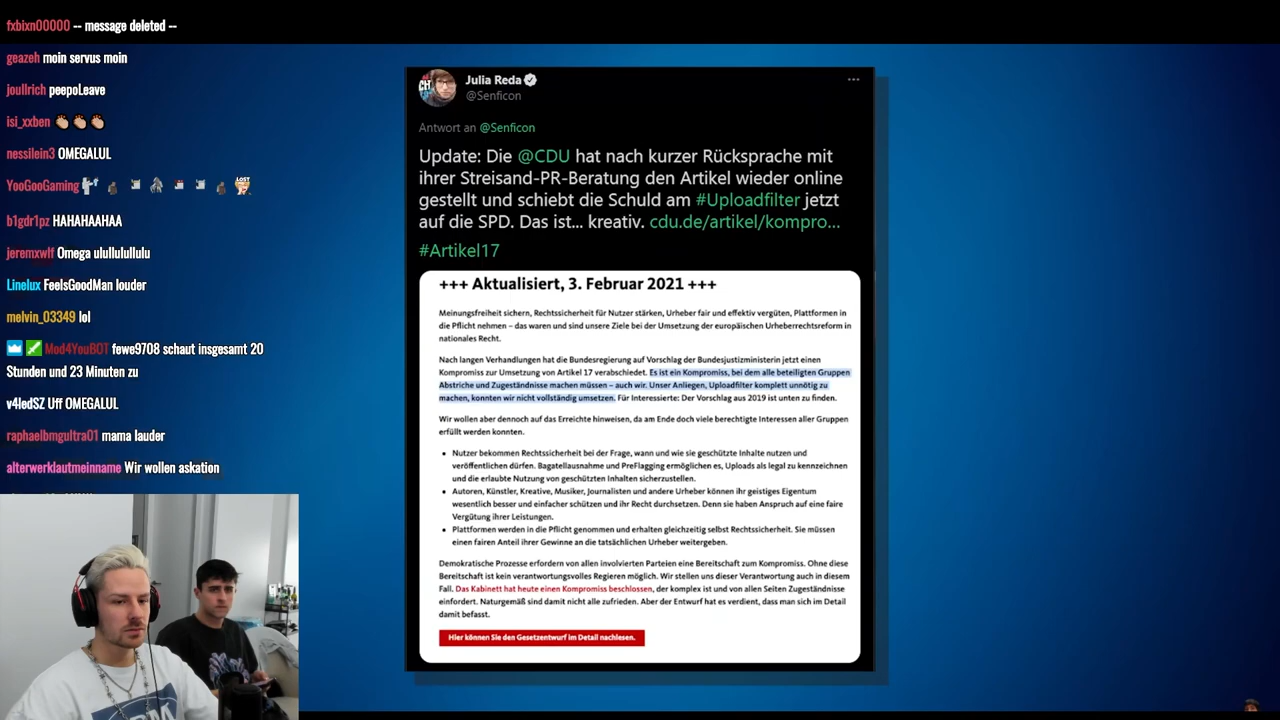 fxbixn00000 -- message deleted --
geazeh moin servus moin
joullrich peepoLeave
isi_xxben 👏🏻👏🏻👏🏻
nessilein3 OMEGALUL
YooGooGaming
b1gdr1pz HAHAHAAHAA
jeremxwlf Omega ulullululululu
Linelux FeelsGoodMan louder
melvin_03349 lol
Mod4YouBOT fewe9708 schaut insgesamt 20
Stunden und 23 Minuten zu
v4ledSZ Uff OMEGALUL
raphaelbmgultra01 mama lauder
alterwerklautmeinname Wir wollen askation
Julia Reda
@Senficon
Antwort an @Senficon
Update: Die @CDU hat nach kurzer Rücksprache mit
ihrer Streisand-PR-Beratung den Artikel wieder online
gestellt und schiebt die Schuld am #Uploadfilter jetzt
auf die SPD. Das ist... kreativ. cdu.de/artikel/kompro...
#Artikel17
+++ Aktualisiert, 3. Februar 2021 +++
Meinungsfreiheit sichern, Rechtssicherheit für Nutzer stärken, Urheber fair und effektiv vergüten, Plattformen in
die Pflicht nehmen – das waren und sind unsere Ziele bei der Umsetzung der europäischen Urheberrechtsreform in
nationales Recht.
Nach langen Verhandlungen hat die Bundesregierung auf Vorschlag der Bundesjustizministerin jetzt einen
Kompromiss zur Umsetzung von Artikel 17 verabschiedet. Es ist ein Kompromiss, bei dem alle beteiligten Gruppen
Abstriche und Zugeständnisse machen müssen – auch wir. Unser Anliegen, Uploadfilter komplett unnötig zu
machen, konnten wir nicht vollständig umsetzen. Für Interessierte: Der Vorschlag aus 2019 ist unten zu finden.
Wir wollen aber dennoch auf das Erreichte hinweisen, da am Ende doch viele berechtigte Interessen aller Gruppen
erfüllt werden konnten.
• Nutzer bekommen Rechtssicherheit bei der Frage, wann und wie sie geschützte Inhalte nutzen und
veröffentlichen dürfen. Bagatellausnahme und PreFlagging ermöglichen es, Uploads als legal zu kennzeichnen
und die erlaubte Nutzung von geschützten Inhalten sicherzustellen.
• Autoren, Künstler, Kreative, Musiker, Journalisten und andere Urheber können ihr geistiges Eigentum
wesentlich besser und einfacher schützen und ihr Recht durchsetzen. Denn sie haben Anspruch auf eine faire
Vergütung ihrer Leistungen.
• Plattformen werden in die Pflicht genommen und erhalten gleichzeitig selbst Rechtssicherheit. Sie müssen
einen fairen Anteil ihrer Gewinne an die tatsächlichen Urheber weitergeben.
Demokratische Prozesse erfordern von allen involvierten Parteien eine Bereitschaft zum Kompromiss. Ohne diese
Bereitschaft ist kein verantwortungsvolles Regieren möglich. Wir stellen uns dieser Verantwortung auch in diesem
Fall. Das Kabinett hat heute einen Kompromiss beschlossen, der komplex ist und von allen Seiten Zugeständnisse
einfordert. Naturgemäß sind damit nicht alle zufrieden. Aber der Entwurf hat es verdient, dass man sich im Detail
damit befasst.
Hier können Sie den Gesetzentwurf im Detail nachlesen.